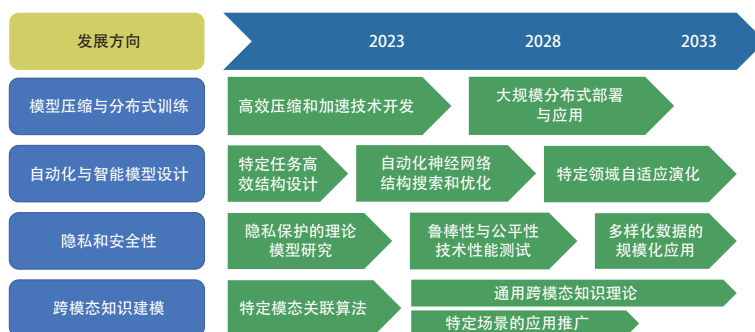 发展方向
2023
2028
2033
模型压缩与分布式训练
高效压缩和加速技术开发
大规模分布式部署
与应用
自动化与智能模型设计
特定任务高
效结构设计
自动化神经网络
结构搜索和优化
特定领域自适应演化
隐私和安全性
隐私保护的理论
模型研究
鲁棒性与公平性
技术性能测试
多样化数据的
规模化应用
跨模态知识建模
特定模态关联算法
通用跨模态知识理论
特定场景的应用推广